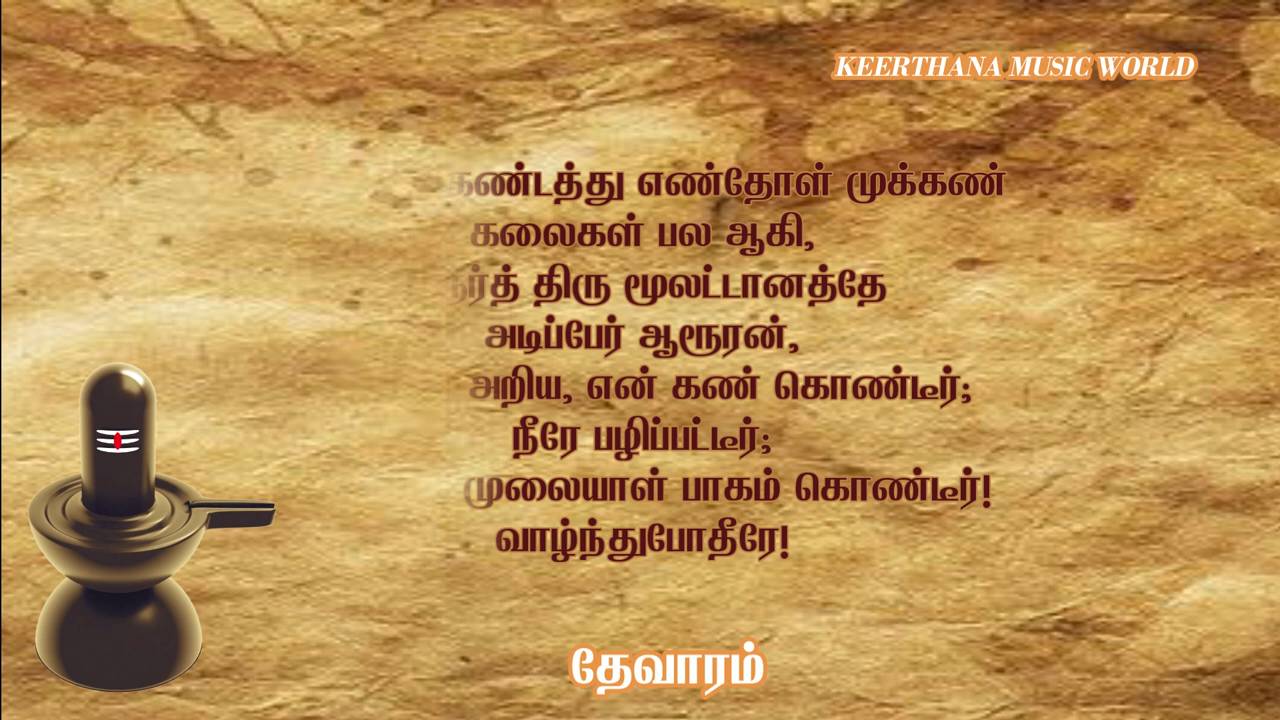 KEERTHANA MUSIC WORLD
கண்டத்து எண்தோள் முக்கண்
கலைகள் பல ஆகி,
திரு மூலட்டானத்தே
அடிப்பேர் ஆரூரன்,
அறிய, என் கண் கொண்டீர்;
நீரே பழிப்பட்டீர்;
முலையாள் பாகம் கொண்டீர்!
வாழ்ந்துபோதீரே!
தேவாரம்